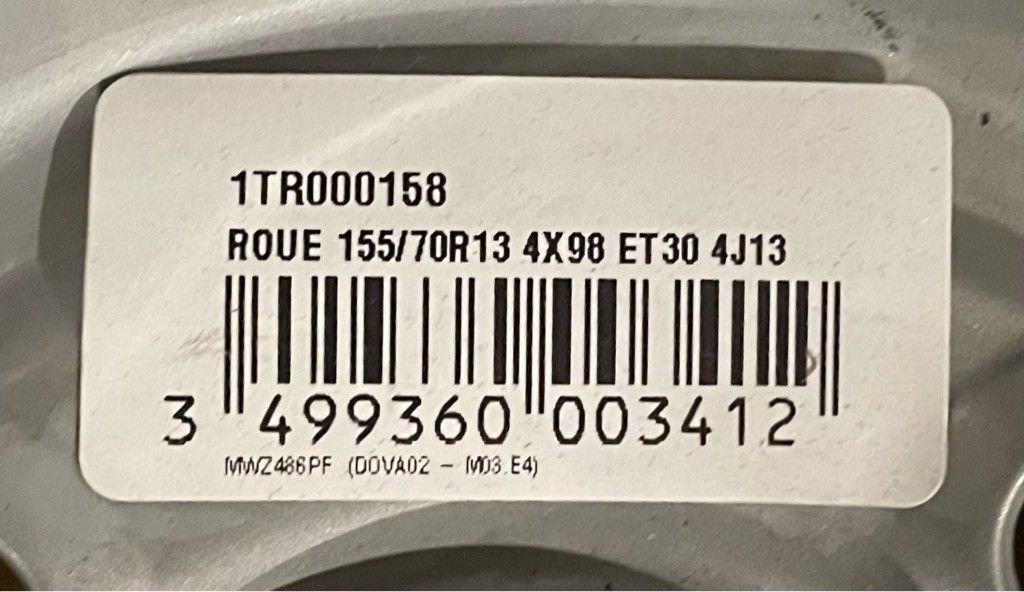 1TR000158
ROUE 155/70R13 4X98 ET30 4J13
3 499360 003412
MWZ486PF (DOVA02 - M03.E4)